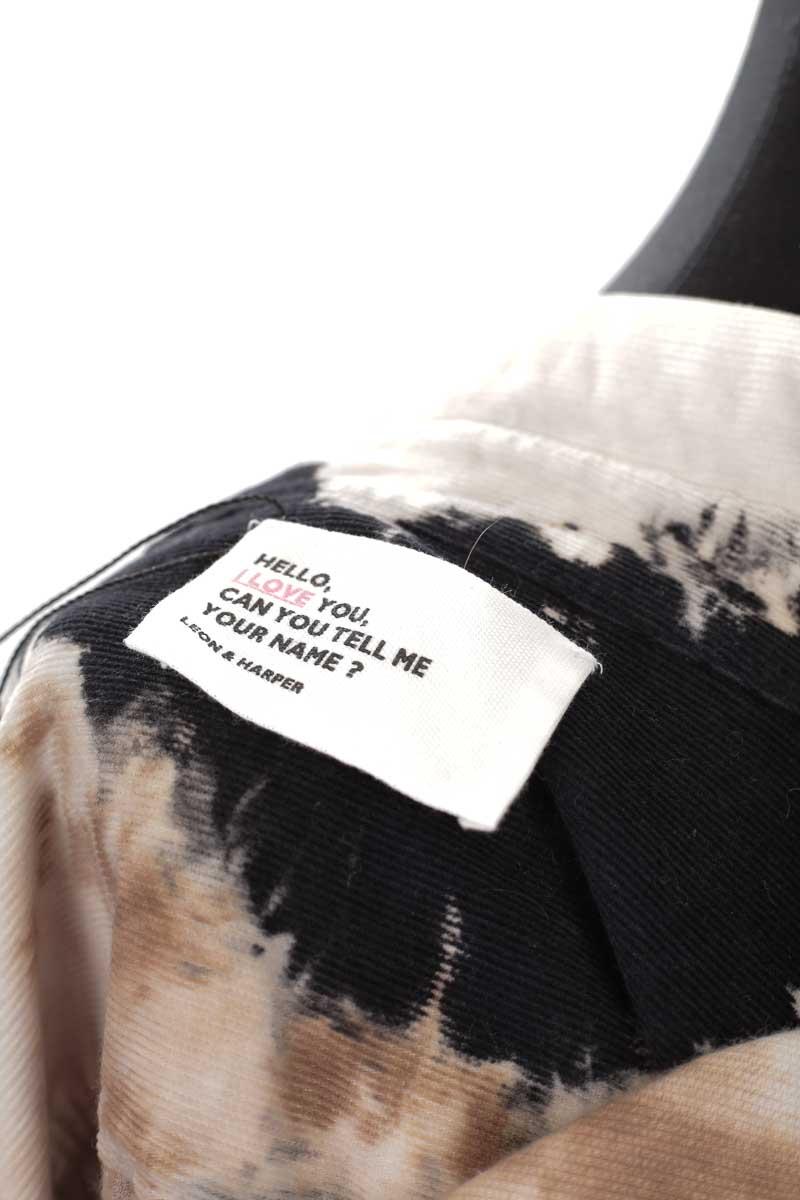 HELLO,
I LOVE YOU,
CAN YOU TELL ME
YOUR NAME ?
LEON & HARPER